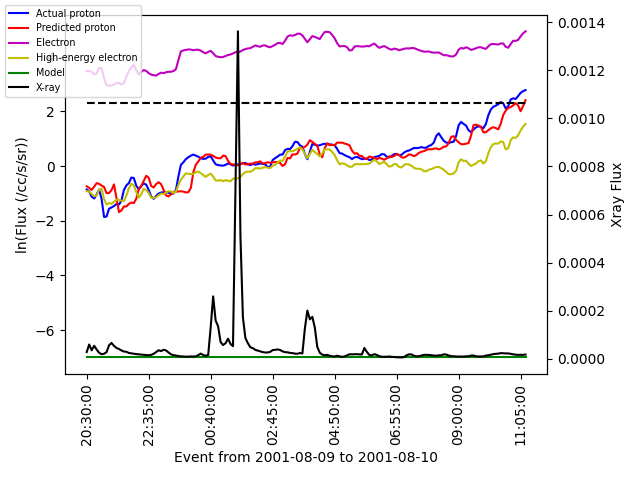 Actual proton
Predicted proton
Electron
High-energy electron
Model
X-ray
2
0
−2
−4
−6
ln(Flux (/cc/s/sr))
0.0014
0.0012
0.0010
0.0008
0.0006
0.0004
0.0002
0.0000
Xray Flux
20:30:00
22:35:00
00:40:00
02:45:00
04:50:00
06:55:00
09:00:00
11:05:00
Event from 2001-08-09 to 2001-08-10